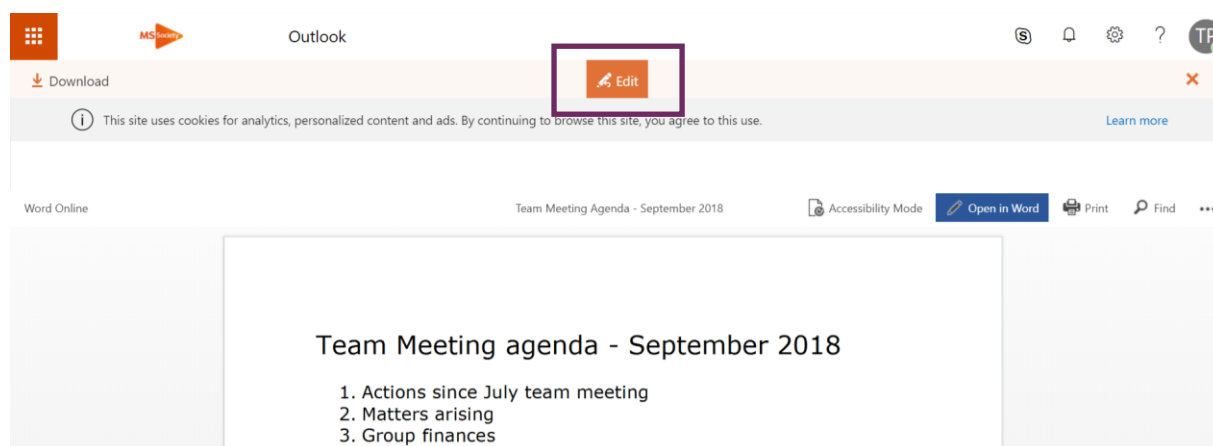 MS Society
Outlook
S
?
TP
Download
Edit
i
This site uses cookies for analytics, personalized content and ads. By continuing to browse this site, you agree to this use.
Learn more
Word Online
Team Meeting Agenda - September 2018
Accessibility Mode
Open in Word
Print
Find
Team Meeting agenda - September 2018
1. Actions since July team meeting
2. Matters arising
3. Group finances